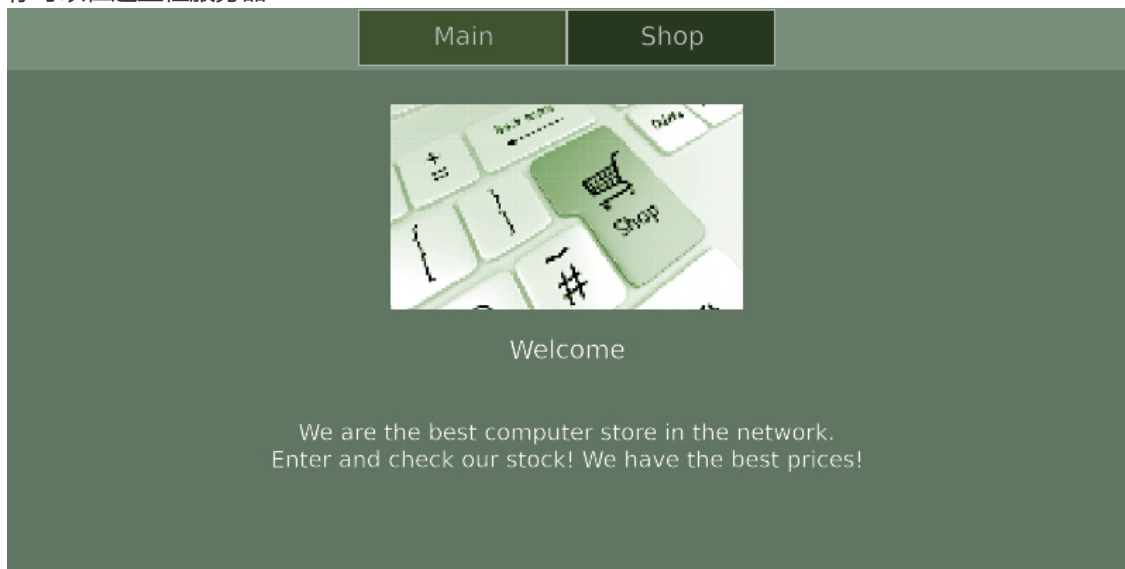 Main
Shop
+
=
Shop
#
Welcome
We are the best computer store in the network.
Enter and check our stock! We have the best prices!